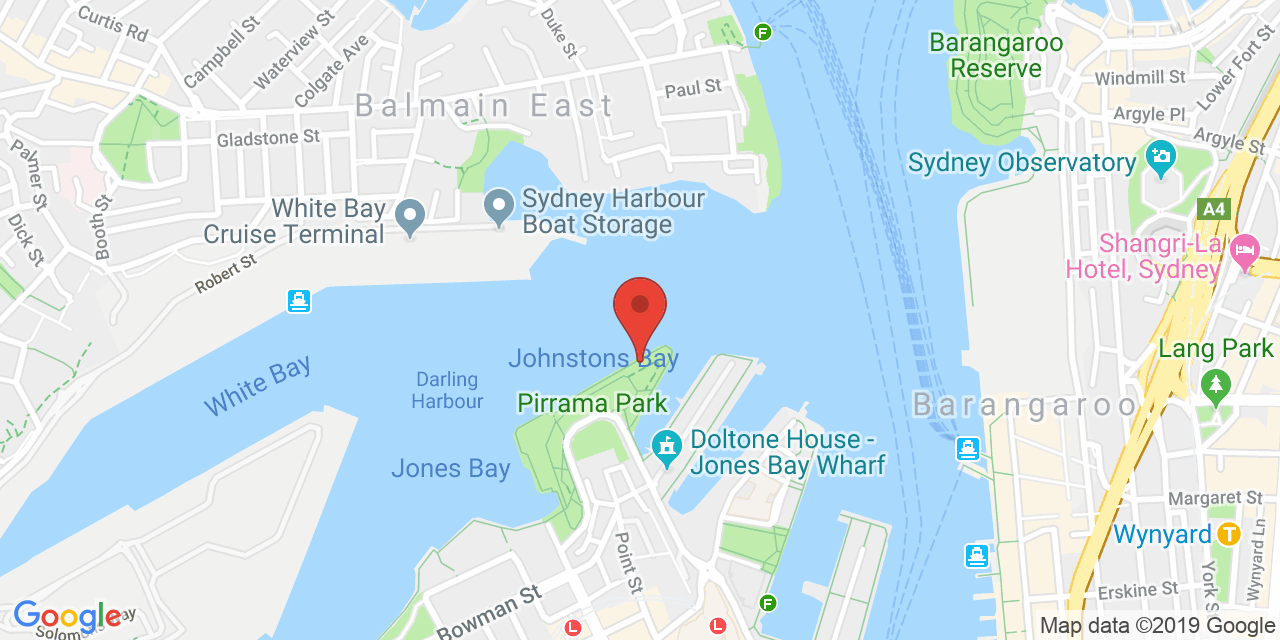 Curtis Rd
Campbell St
Waterview St
Colgate Ave
Duke St
F
Paul St
Balmain East
Gladstone St
Palmer St
Dick St
Booth St
Robert St
White Bay
Cruise Terminal
Sydney Harbour
Boat Storage
Barangaroo
Reserve
Windmill St
Lower Fort St
Argyle Pl
Argyle St
Sydney Observatory
A4
Shangri-La
Hotel, Sydney
Lang Park
White Bay
Johnstons Bay
Darling
Harbour
Pirrama Park
Barangaroo
Doltone House -
Jones Bay Wharf
Jones Bay
Margaret St
Wynyard
T
Point St
Bowman St
Erskine St
York St
Wynyard Ln
F
L
L
Google
Map data ©2019 Google